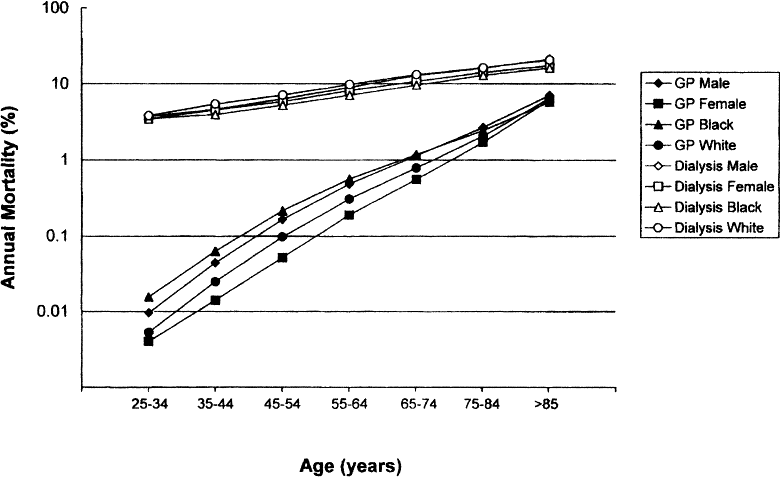 100
10
1
0.1
0.01
Annual Mortality (%)
25-34 35-44 45-54 55-64 65-74 75-84 >85
Age (years)
GP Male
GP Female
GP Black
GP White
Dialysis Male
Dialysis Female
Dialysis Black
Dialysis White